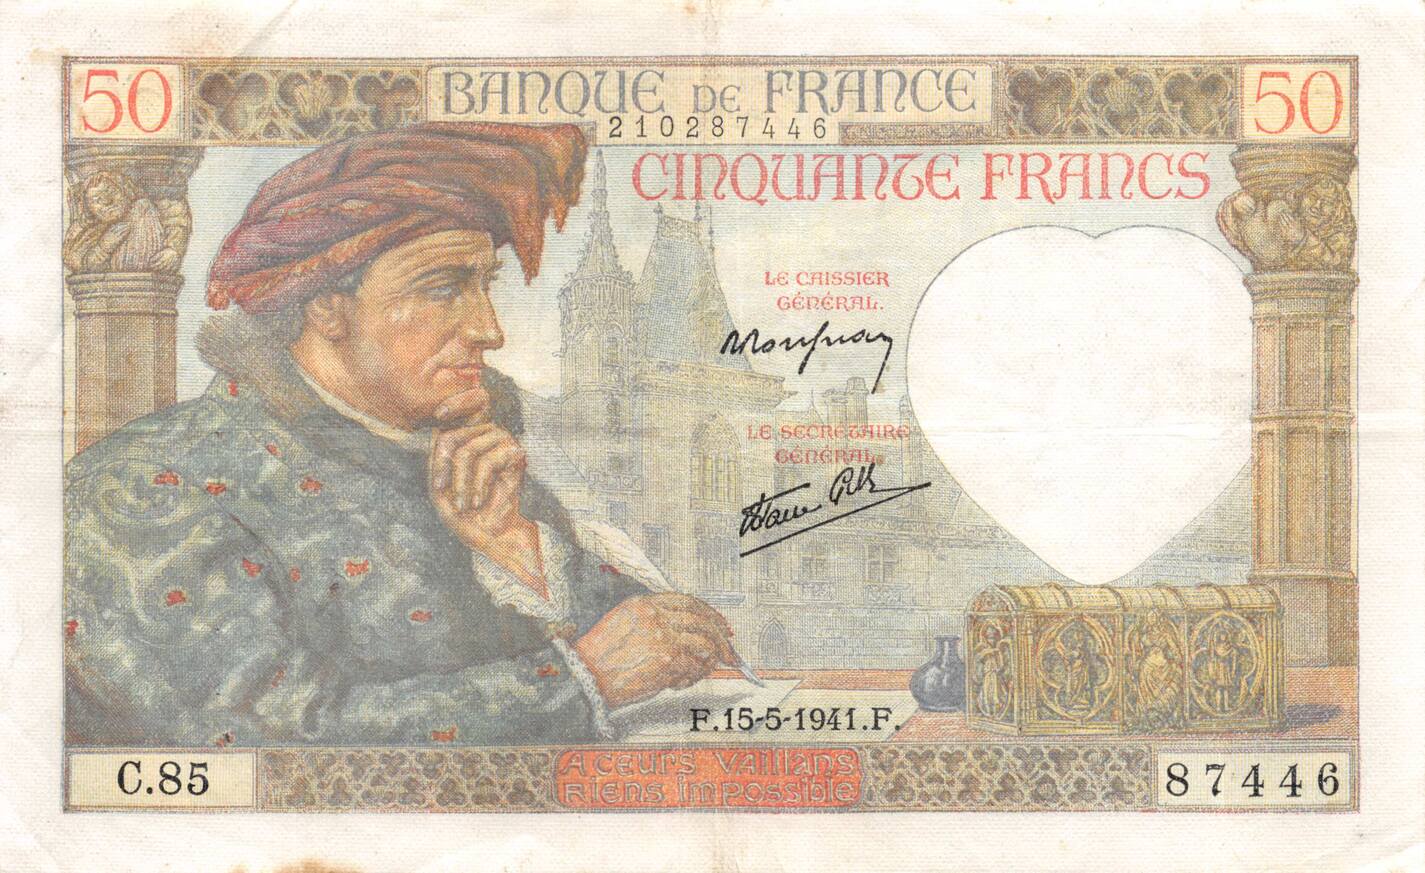 50 BANQUE DE FRANCE 50
210287446
CINQUANTE FRANCS
LE CAISSIER
GÉNÉRAL.
LE SECRETAIRE
GÉNÉRAL.
F.15-5-1941.F.
C.85
A CEURS VAILLANS
RIENS IMPOSSIBLE
87446